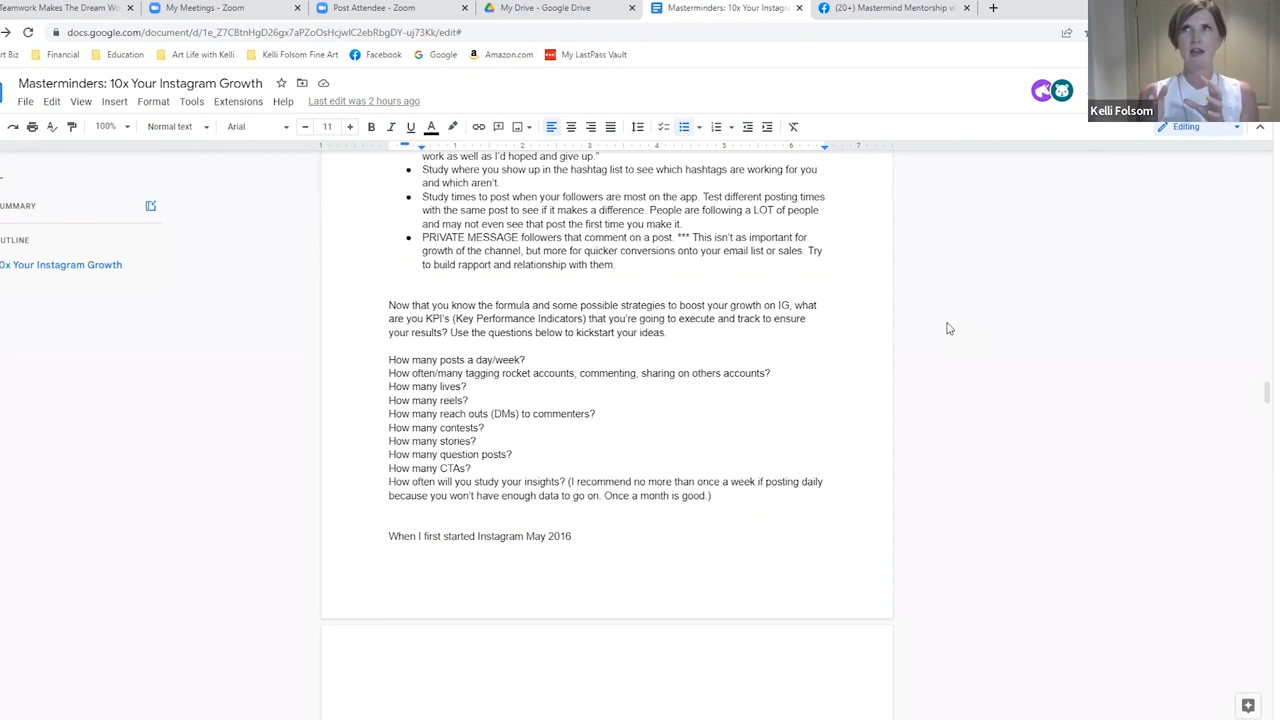 Teamwork Makes The Dream Wo
My Meetings - Zoom
Post Attendee - Zoom
My Drive - Google Drive
Masterminders: 10x Your Instagra
(20+) Mastermind Mentorship w
docs.google.com/document/d/1e_Z7CBtnHgD26gx7aPZoOsHcjwlC2ebRbgDY-uj73Kk/edit#
rt Biz
Financial
Education
Art Life with Kelli
Kelli Folsom Fine Art
Facebook
Google
Amazon.com
My LastPass Vault
Masterminders: 10x Your Instagram Growth
File Edit View Insert Format Tools Extensions Help Last edit was 2 hours ago
Kelli Folsom
100% Normal text Arial 11 Editing
1 1 2 3 4 5 6 7
UMMARY
UTLINE
0x Your Instagram Growth
work as well as I'd hoped and give up."
● Study where you show up in the hashtag list to see which hashtags are working for you
and which aren't.
● Study times to post when your followers are most on the app. Test different posting times
with the same post to see if it makes a difference. People are following a LOT of people
and may not even see that post the first time you make it.
● PRIVATE MESSAGE followers that comment on a post. *** This isn't as important for
growth of the channel, but more for quicker conversions onto your email list or sales. Try
to build rapport and relationship with them.
Now that you know the formula and some possible strategies to boost your growth on IG, what
are you KPI's (Key Performance Indicators) that you're going to execute and track to ensure
your results? Use the questions below to kickstart your ideas.
How many posts a day/week?
How often/many tagging rocket accounts, commenting, sharing on others accounts?
How many lives?
How many reels?
How many reach outs (DMs) to commenters?
How many contests?
How many stories?
How many question posts?
How many CTAs?
How often will you study your insights? (I recommend no more than once a week if posting daily
because you won't have enough data to go on. Once a month is good.)
When I first started Instagram May 2016